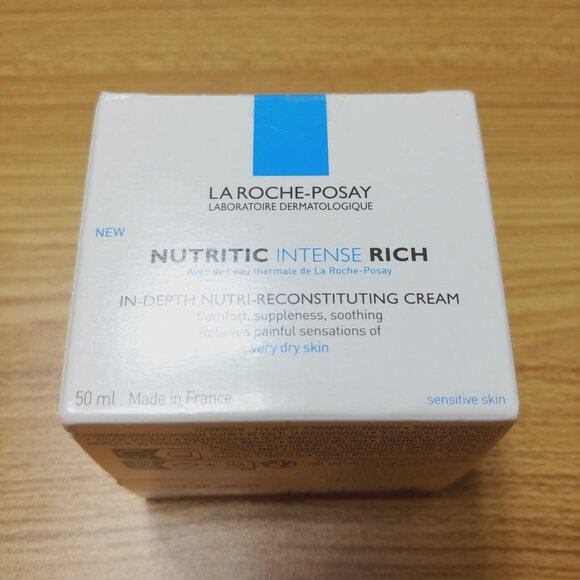 LA ROCHE-POSAY
LABORATOIRE DERMATOLOGIQUE
NEW
NUTRITIC INTENSE RICH
Avec de l'eau thermale de La Roche-Posay
IN-DEPTH NUTRI-RECONSTITUTING CREAM
Comfort, suppleness, soothing
Relieves painful sensations of
very dry skin
50 ml . Made in France
sensitive skin